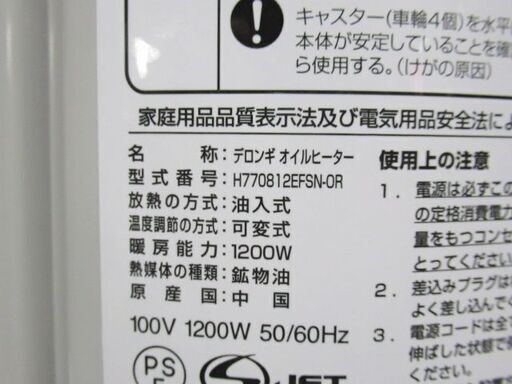 キャスター(車輪4個)を水平に
本体が安定していることを確
ら使用する。(けがの原因)
家庭用品品質表示法及び電気用品安全法によ
名 称:デロンギ オイルヒーター
型式番号:H770812EFSN-OR
放熱の方式:油入式
温度調節の方式:可変式
暖房能力:1200W
熱媒体の種類:鉱物油
原産国:中国
100V 1200W 50/60Hz
PS
E
JET
使用上の注意
1. 電源は必ずこの
の定格消費電力
量をもつコンセ
とってください。
2. 差込みプラグは
よく差し込んで
3. 電源コードは全
伸ばした状態で
ください。